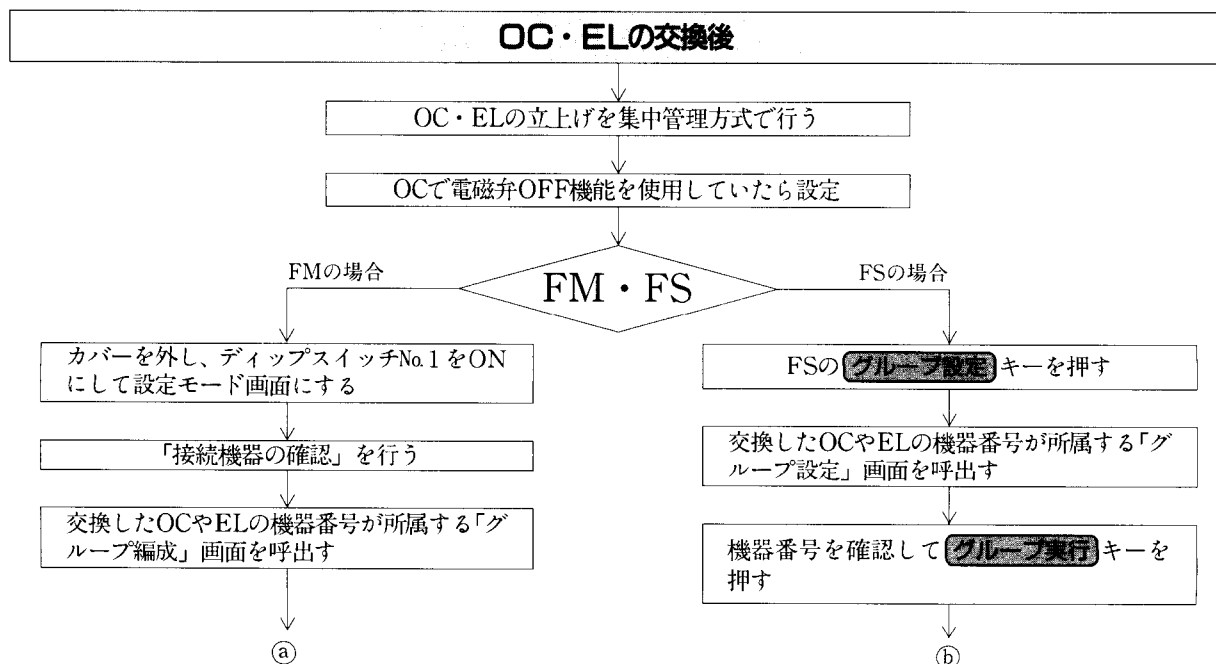 OC・ELの交換後
OC・ELの立上げを集中管理方式で行う
OCで電磁弁OFF機能を使用していたら設定
FM・FS
FMの場合
カバーを外し、ディップスイッチNo.1をON
にして設定モード画面にする
「接続機器の確認」を行う
交換したOCやELの機器番号が所属する「グ
ループ編成」画面を呼出す
ⓐ
FSの場合
FSの グループ設定 キーを押す
交換したOCやELの機器番号が所属する「グ
ループ設定」画面を呼出す
機器番号を確認して グループ実行 キーを
押す
ⓑ